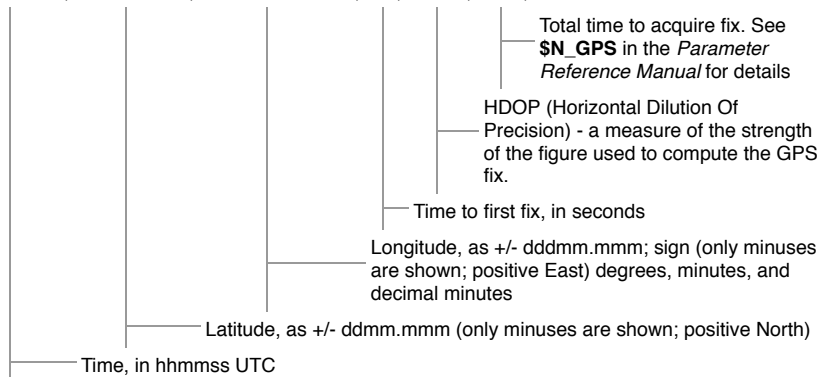 Total time to acquire fix. See
$N_GPS in the Parameter
Reference Manual for details
HDOP (Horizontal Dilution Of
Precision) - a measure of the strength
of the figure used to compute the GPS
fix.
Time to first fix, in seconds
Longitude, as +/- dddmm.mmm; sign (only minuses
are shown; positive East) degrees, minutes, and
decimal minutes
Latitude, as +/- ddmm.mmm (only minuses are shown; positive North)
Time, in hhmmss UTC